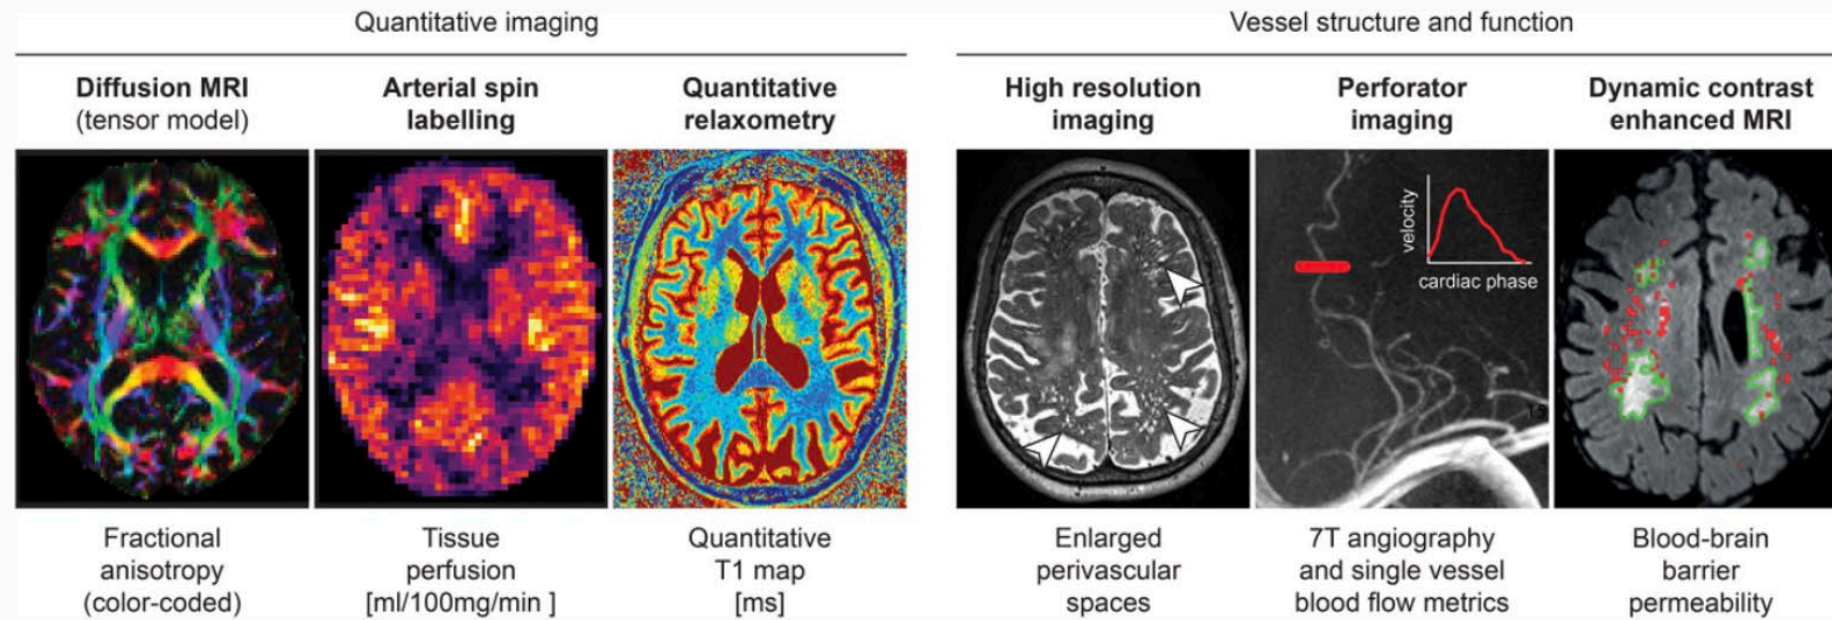 Quantitative imaging
Vessel structure and function
Diffusion MRI
(tensor model)
Arterial spin
labelling
Quantitative
relaxometry
High resolution
imaging
Perforator
imaging
Dynamic contrast
enhanced MRI
velocity
cardiac phase
Fractional
anisotropy
(color-coded)
Tissue
perfusion
[ml/100mg/min ]
Quantitative
T1 map
[ms]
Enlarged
perivascular
spaces
7T angiography
and single vessel
blood flow metrics
Blood-brain
barrier
permeability